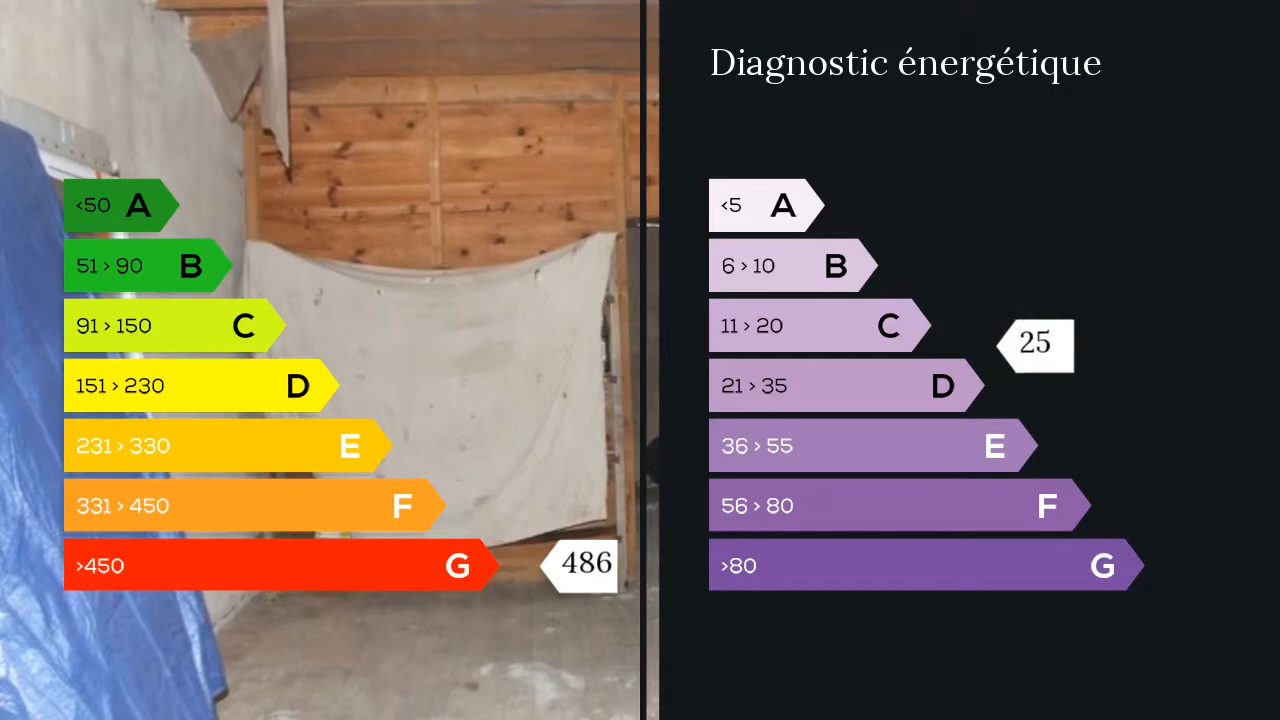 Diagnostic énergétique
<50 A
51 > 90 B
91 > 150 C
151 > 230 D
231 > 330 E
331 > 450 F
>450 G
486
<5 A
6 > 10 B
11 > 20 C
25
21 > 35 D
36 > 55 E
56 > 80 F
>80 G